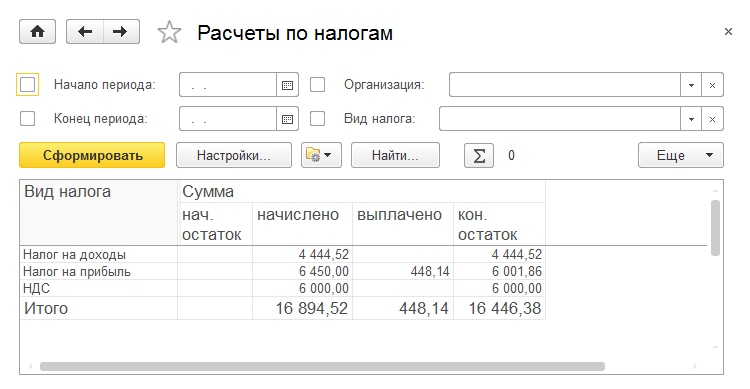 Расчеты по налогам
Начало периода: . . Организация:
Конец периода: . . Вид налога:
Сформировать Настройки... Найти... Σ 0 Еще
Вид налога Сумма
нач. остаток начислено выплачено кон. остаток
Налог на доходы 4 444,52 4 444,52
Налог на прибыль 6 450,00 448,14 6 001,86
НДС 6 000,00 6 000,00
Итого 16 894,52 448,14 16 446,38